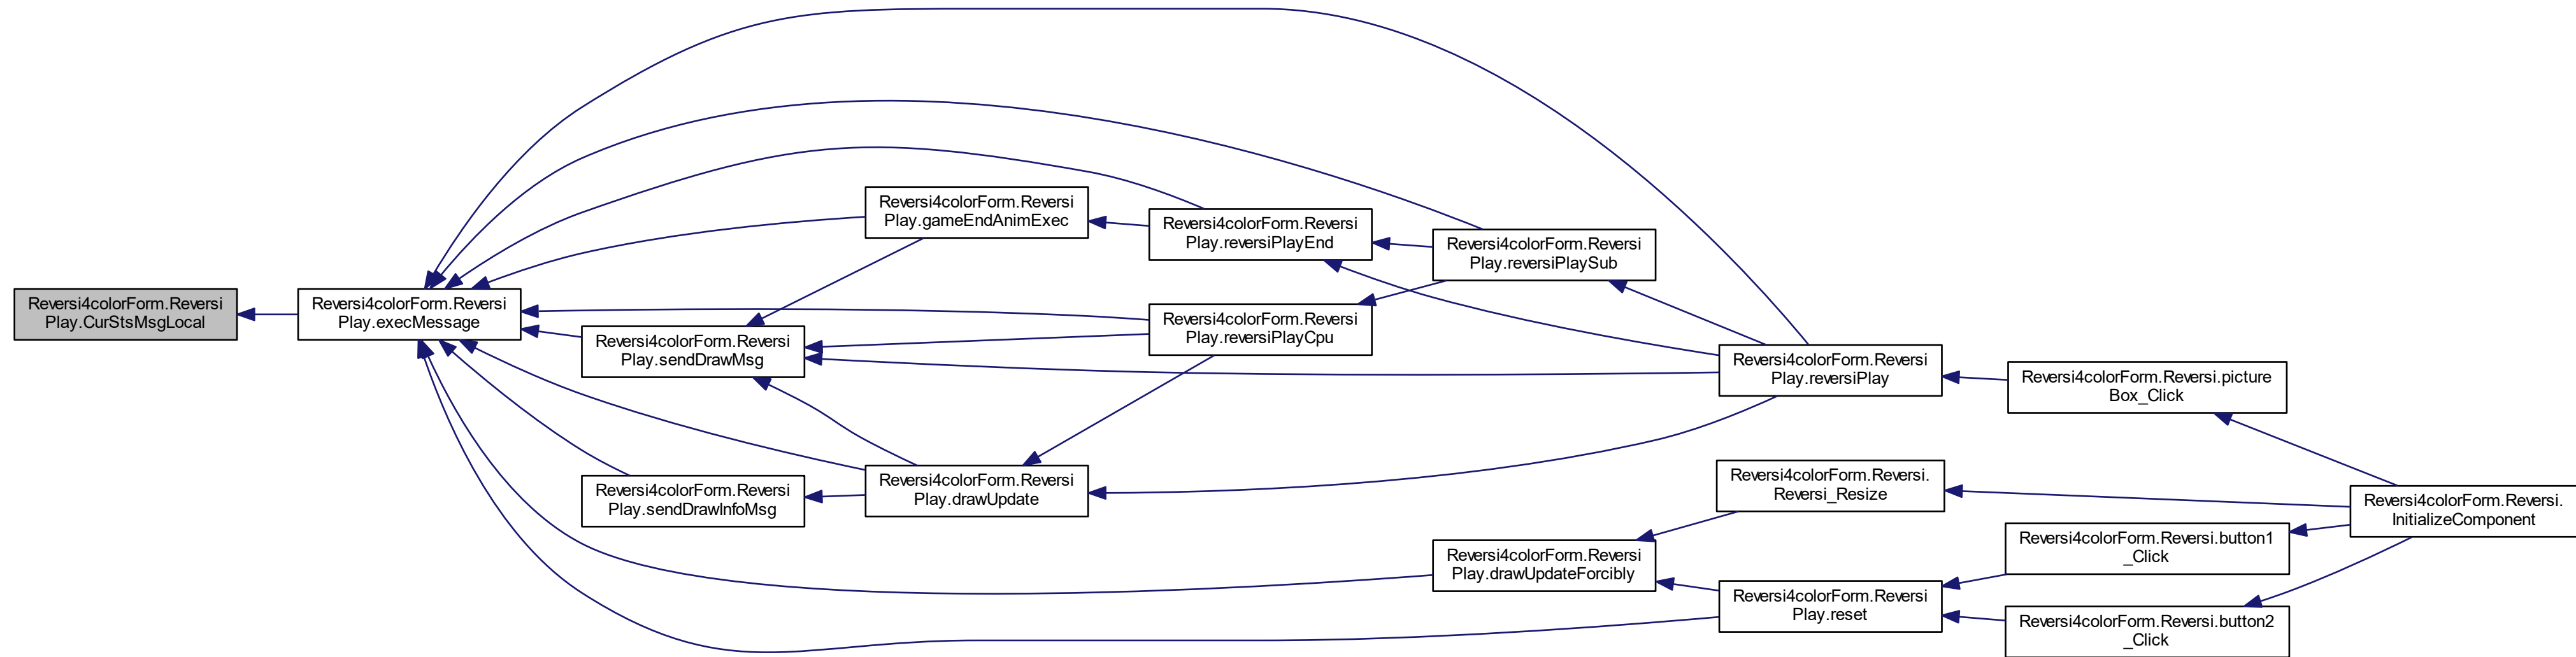 Reversi4colorForm.Reversi
Play.CurStsMsgLocal
Reversi4colorForm.Reversi
Play.execMessage
Reversi4colorForm.Reversi
Play.gameEndAnimExec
Reversi4colorForm.Reversi
Play.sendDrawMsg
Reversi4colorForm.Reversi
Play.sendDrawInfoMsg
Reversi4colorForm.Reversi
Play.drawUpdate
Reversi4colorForm.Reversi
Play.reversiPlayEnd
Reversi4colorForm.Reversi
Play.reversiPlayCpu
Reversi4colorForm.Reversi
Play.reversiPlaySub
Reversi4colorForm.Reversi
Play.drawUpdateForcibly
Reversi4colorForm.Reversi
Play.reversiPlay
Reversi4colorForm.Reversi.
Reversi_Resize
Reversi4colorForm.Reversi
Play.reset
Reversi4colorForm.Reversi.picture
Box_Click
Reversi4colorForm.Reversi.button1
_Click
Reversi4colorForm.Reversi.button2
_Click
Reversi4colorForm.Reversi.
InitializeComponent